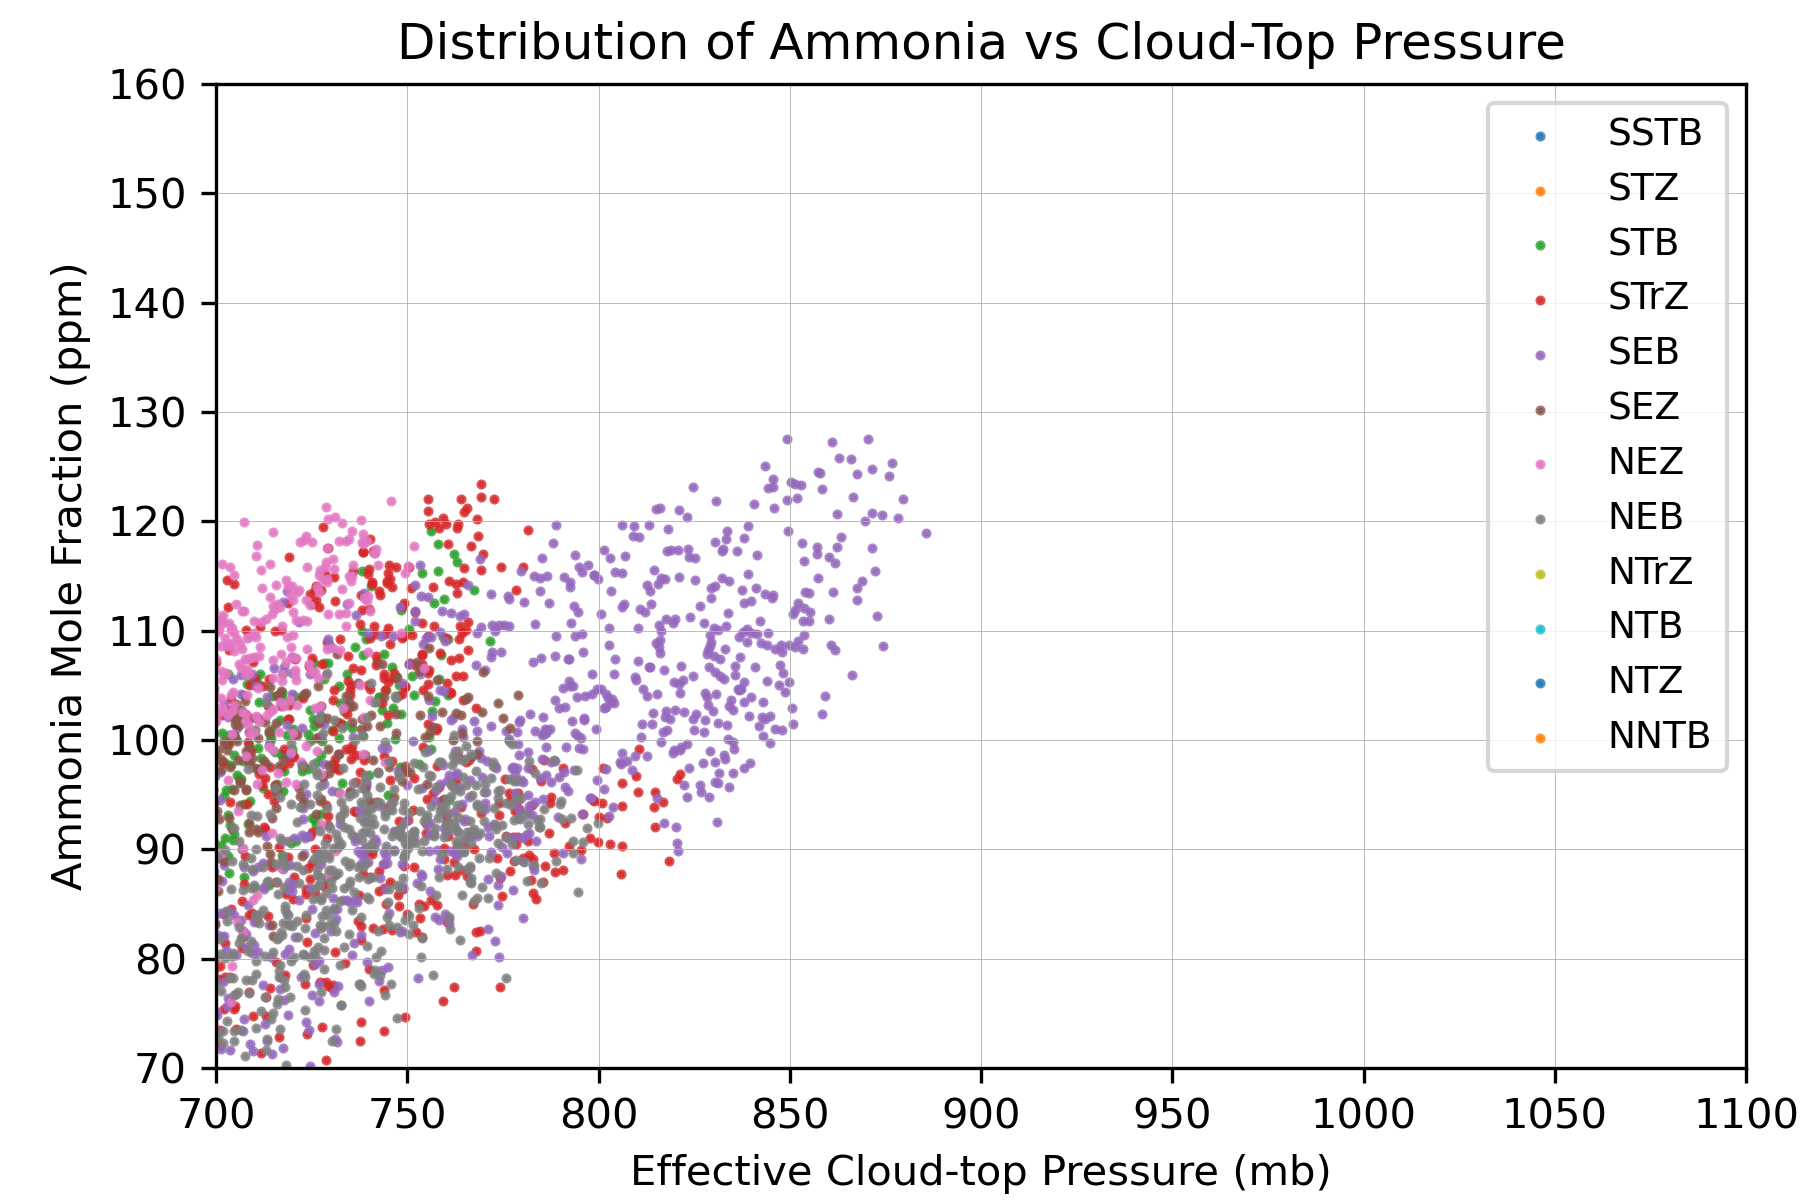 Distribution of Ammonia vs Cloud-Top Pressure
160
150
140
130
120
110
100
90
80
70
Ammonia Mole Fraction (ppm)
SSTB
STZ
STB
STrZ
SEB
SEZ
NEZ
NEB
NTrZ
NTB
NTZ
NNTB
700 750 800 850 900 950 1000 1050 1100
Effective Cloud-top Pressure (mb)